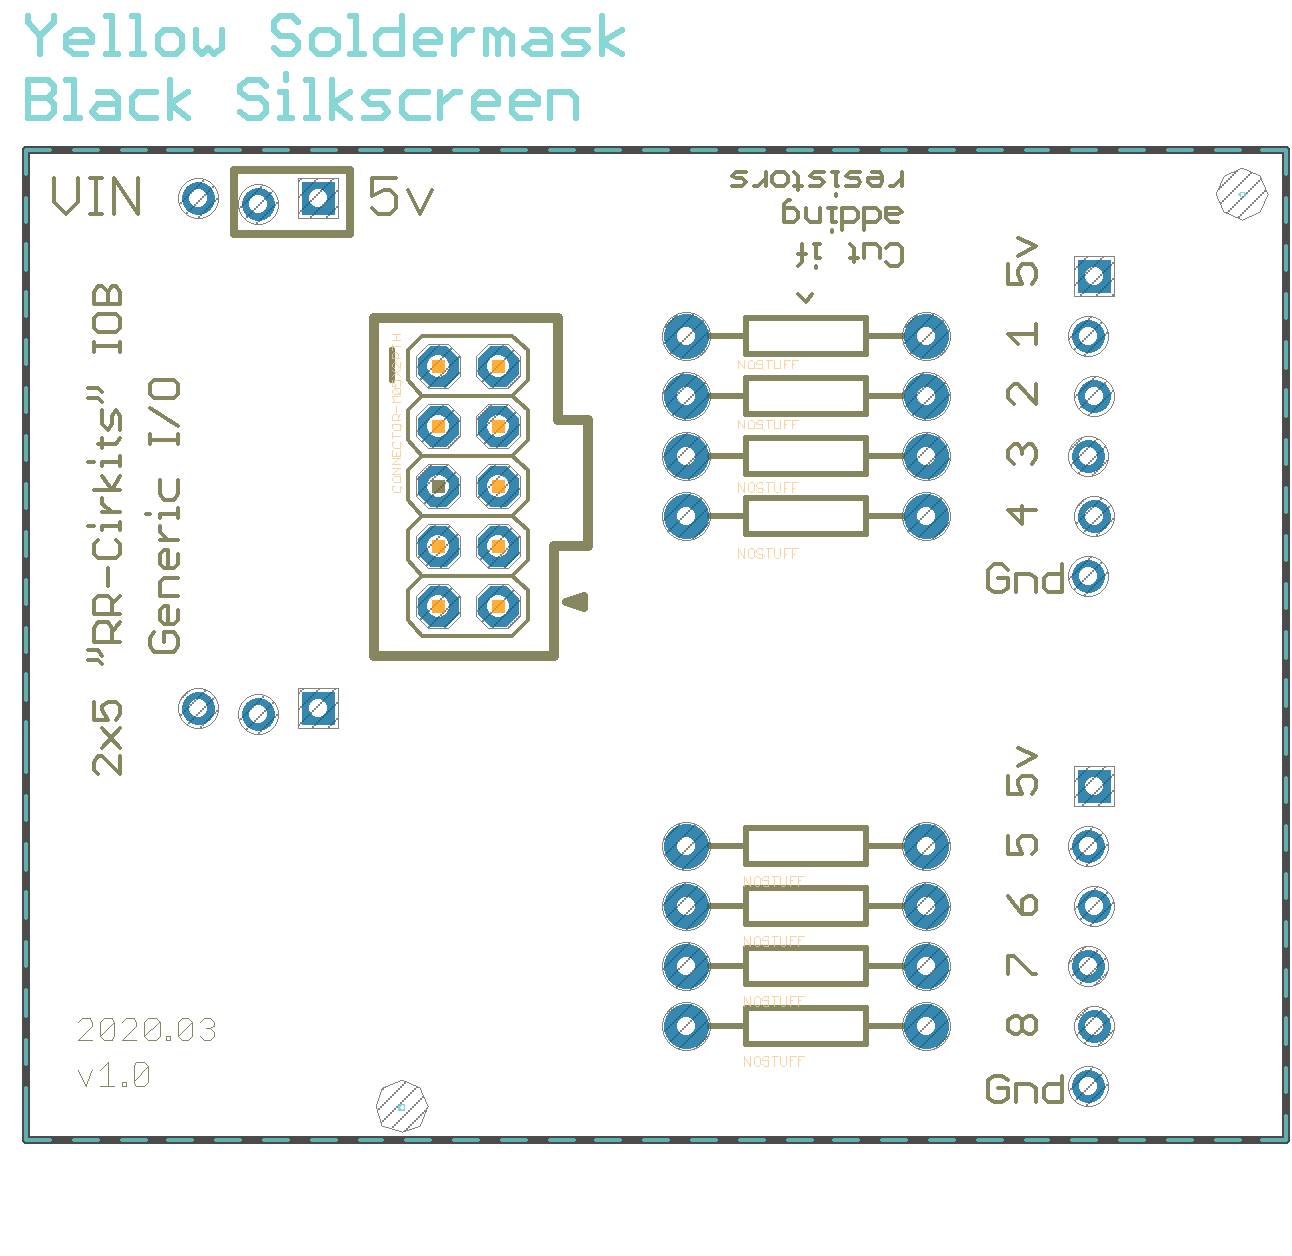 Yellow Soldermask
Black Silkscreen
VIN
5v
Cut if
adding
resistors
>
5v
1
2
3
4
Gnd
2x5 "RR-Cirkits" IOB
Generic I/O
CONNECTOR-M05X2PTH
NOSTUFF
NOSTUFF
NOSTUFF
NOSTUFF
5v
5
6
7
8
Gnd
NOSTUFF
NOSTUFF
NOSTUFF
NOSTUFF
2020.03
v1.0